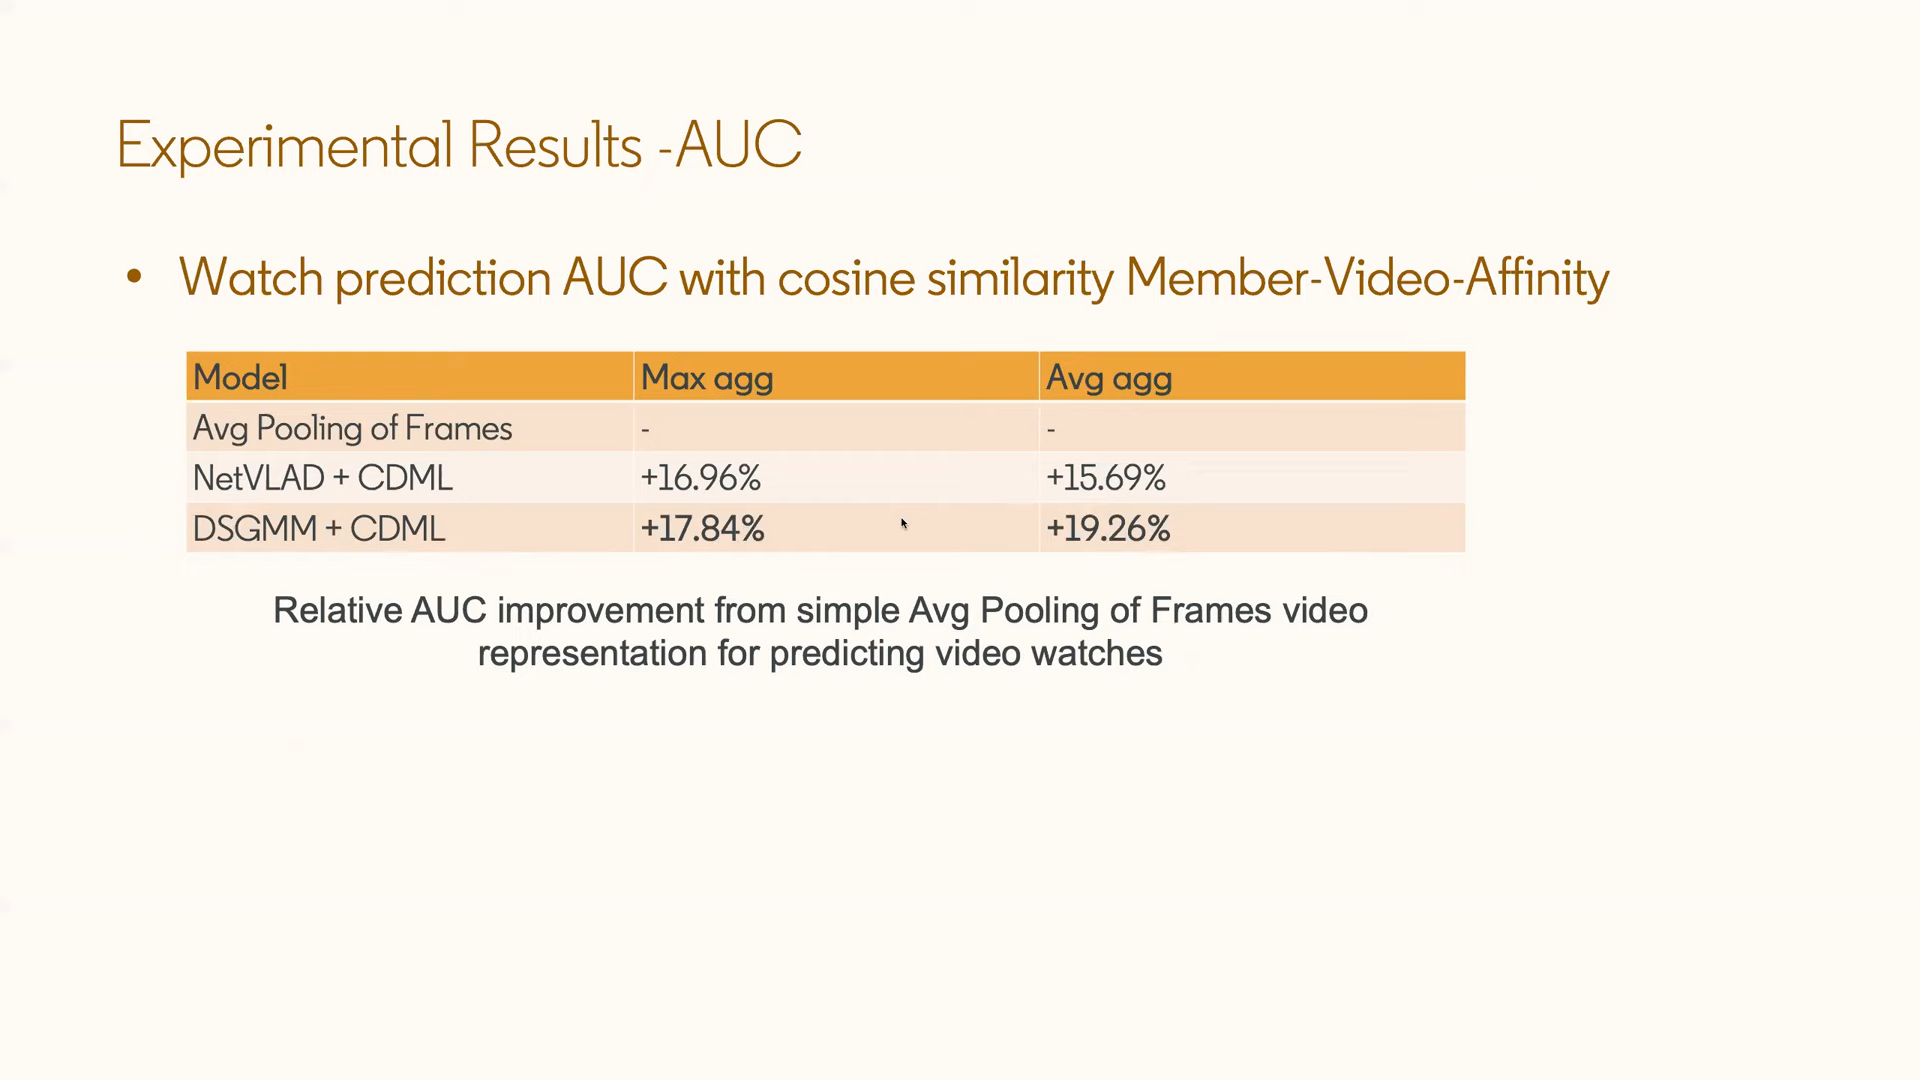 Experimental Results -AUC
• Watch prediction AUC with cosine similarity Member-Video-Affinity
Model Max agg Avg agg
Avg Pooling of Frames - -
NetVLAD + CDML +16.96% +15.69%
DSGMM + CDML +17.84% +19.26%
Relative AUC improvement from simple Avg Pooling of Frames video
representation for predicting video watches